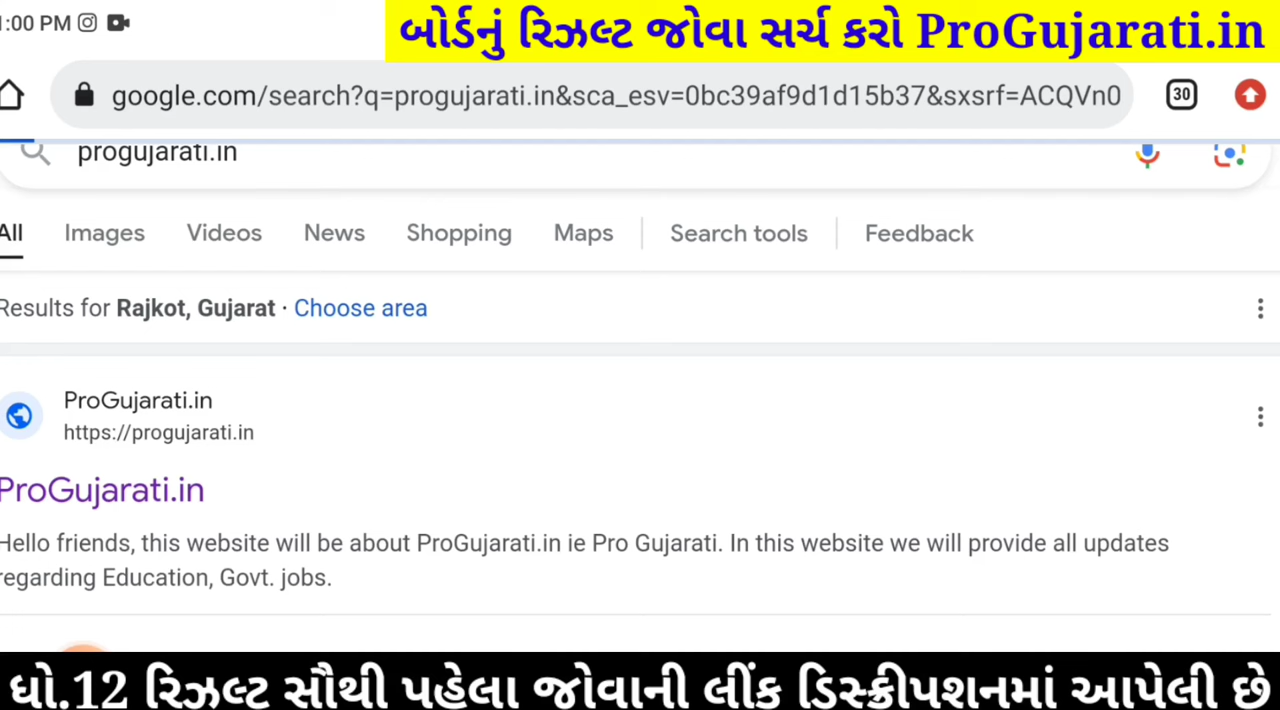 :00 PM
બોર્ડનું રિઝલ્ટ જોવા સર્ચ કરો ProGujarati.in
google.com/search?q=progujarati.in&sca_esv=0bc39af9d1d15b37&sxsrf=ACQVn0
30
progujarati.in
All Images Videos News Shopping Maps Search tools Feedback
Results for Rajkot, Gujarat · Choose area
ProGujarati.in
https://progujarati.in
ProGujarati.in
Hello friends, this website will be about ProGujarati.in ie Pro Gujarati. In this website we will provide all updates
regarding Education, Govt. jobs.
ધો.12 રિઝલ્ટ સૌથી પહેલા જોવાની લીંક ડિસ્ક્રીપશનમાં આપેલી છે